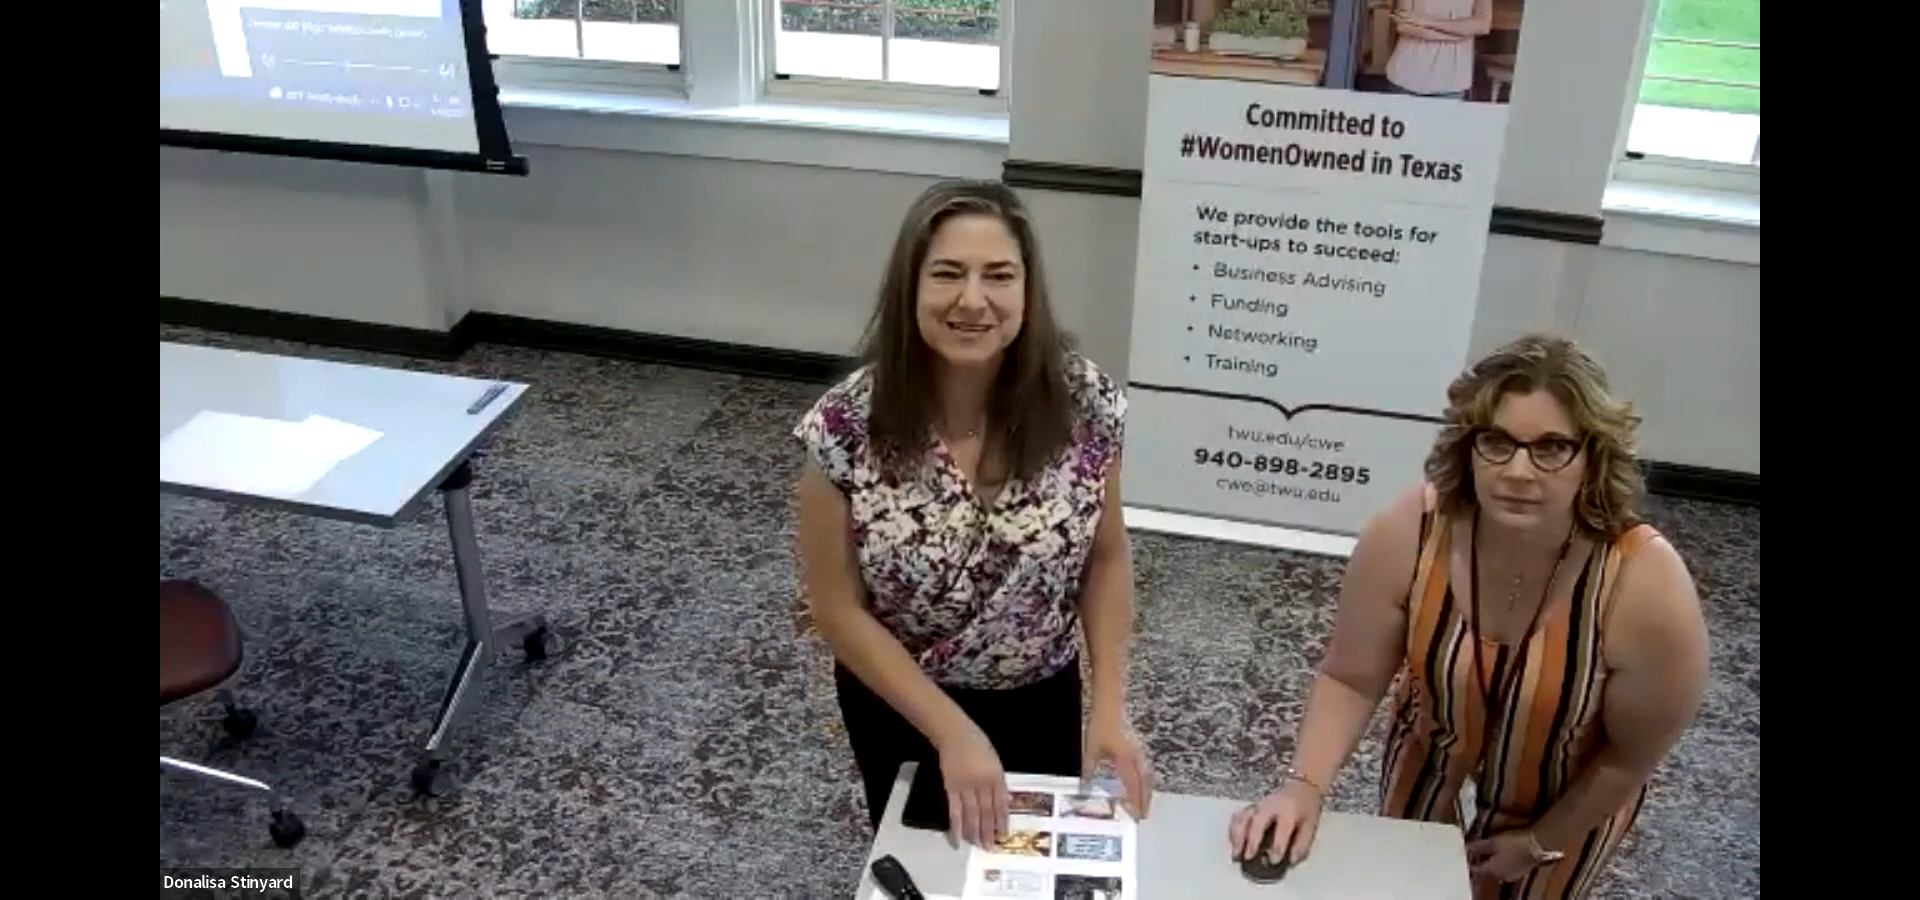 Committed to
#WomenOwned in Texas
We provide the tools for
start-ups to succeed:
• Business Advising
• Funding
• Networking
• Training
twu.edu/cwe
940-898-2895
cwe@twu.edu
Donalisa Stinyard